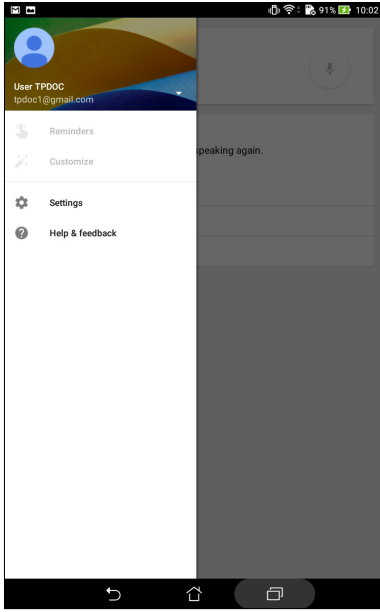 91% 10:02
User TPDOC
tpdoc1@gmail.com
Reminders
speaking again.
Customize
Settings
Help & feedback